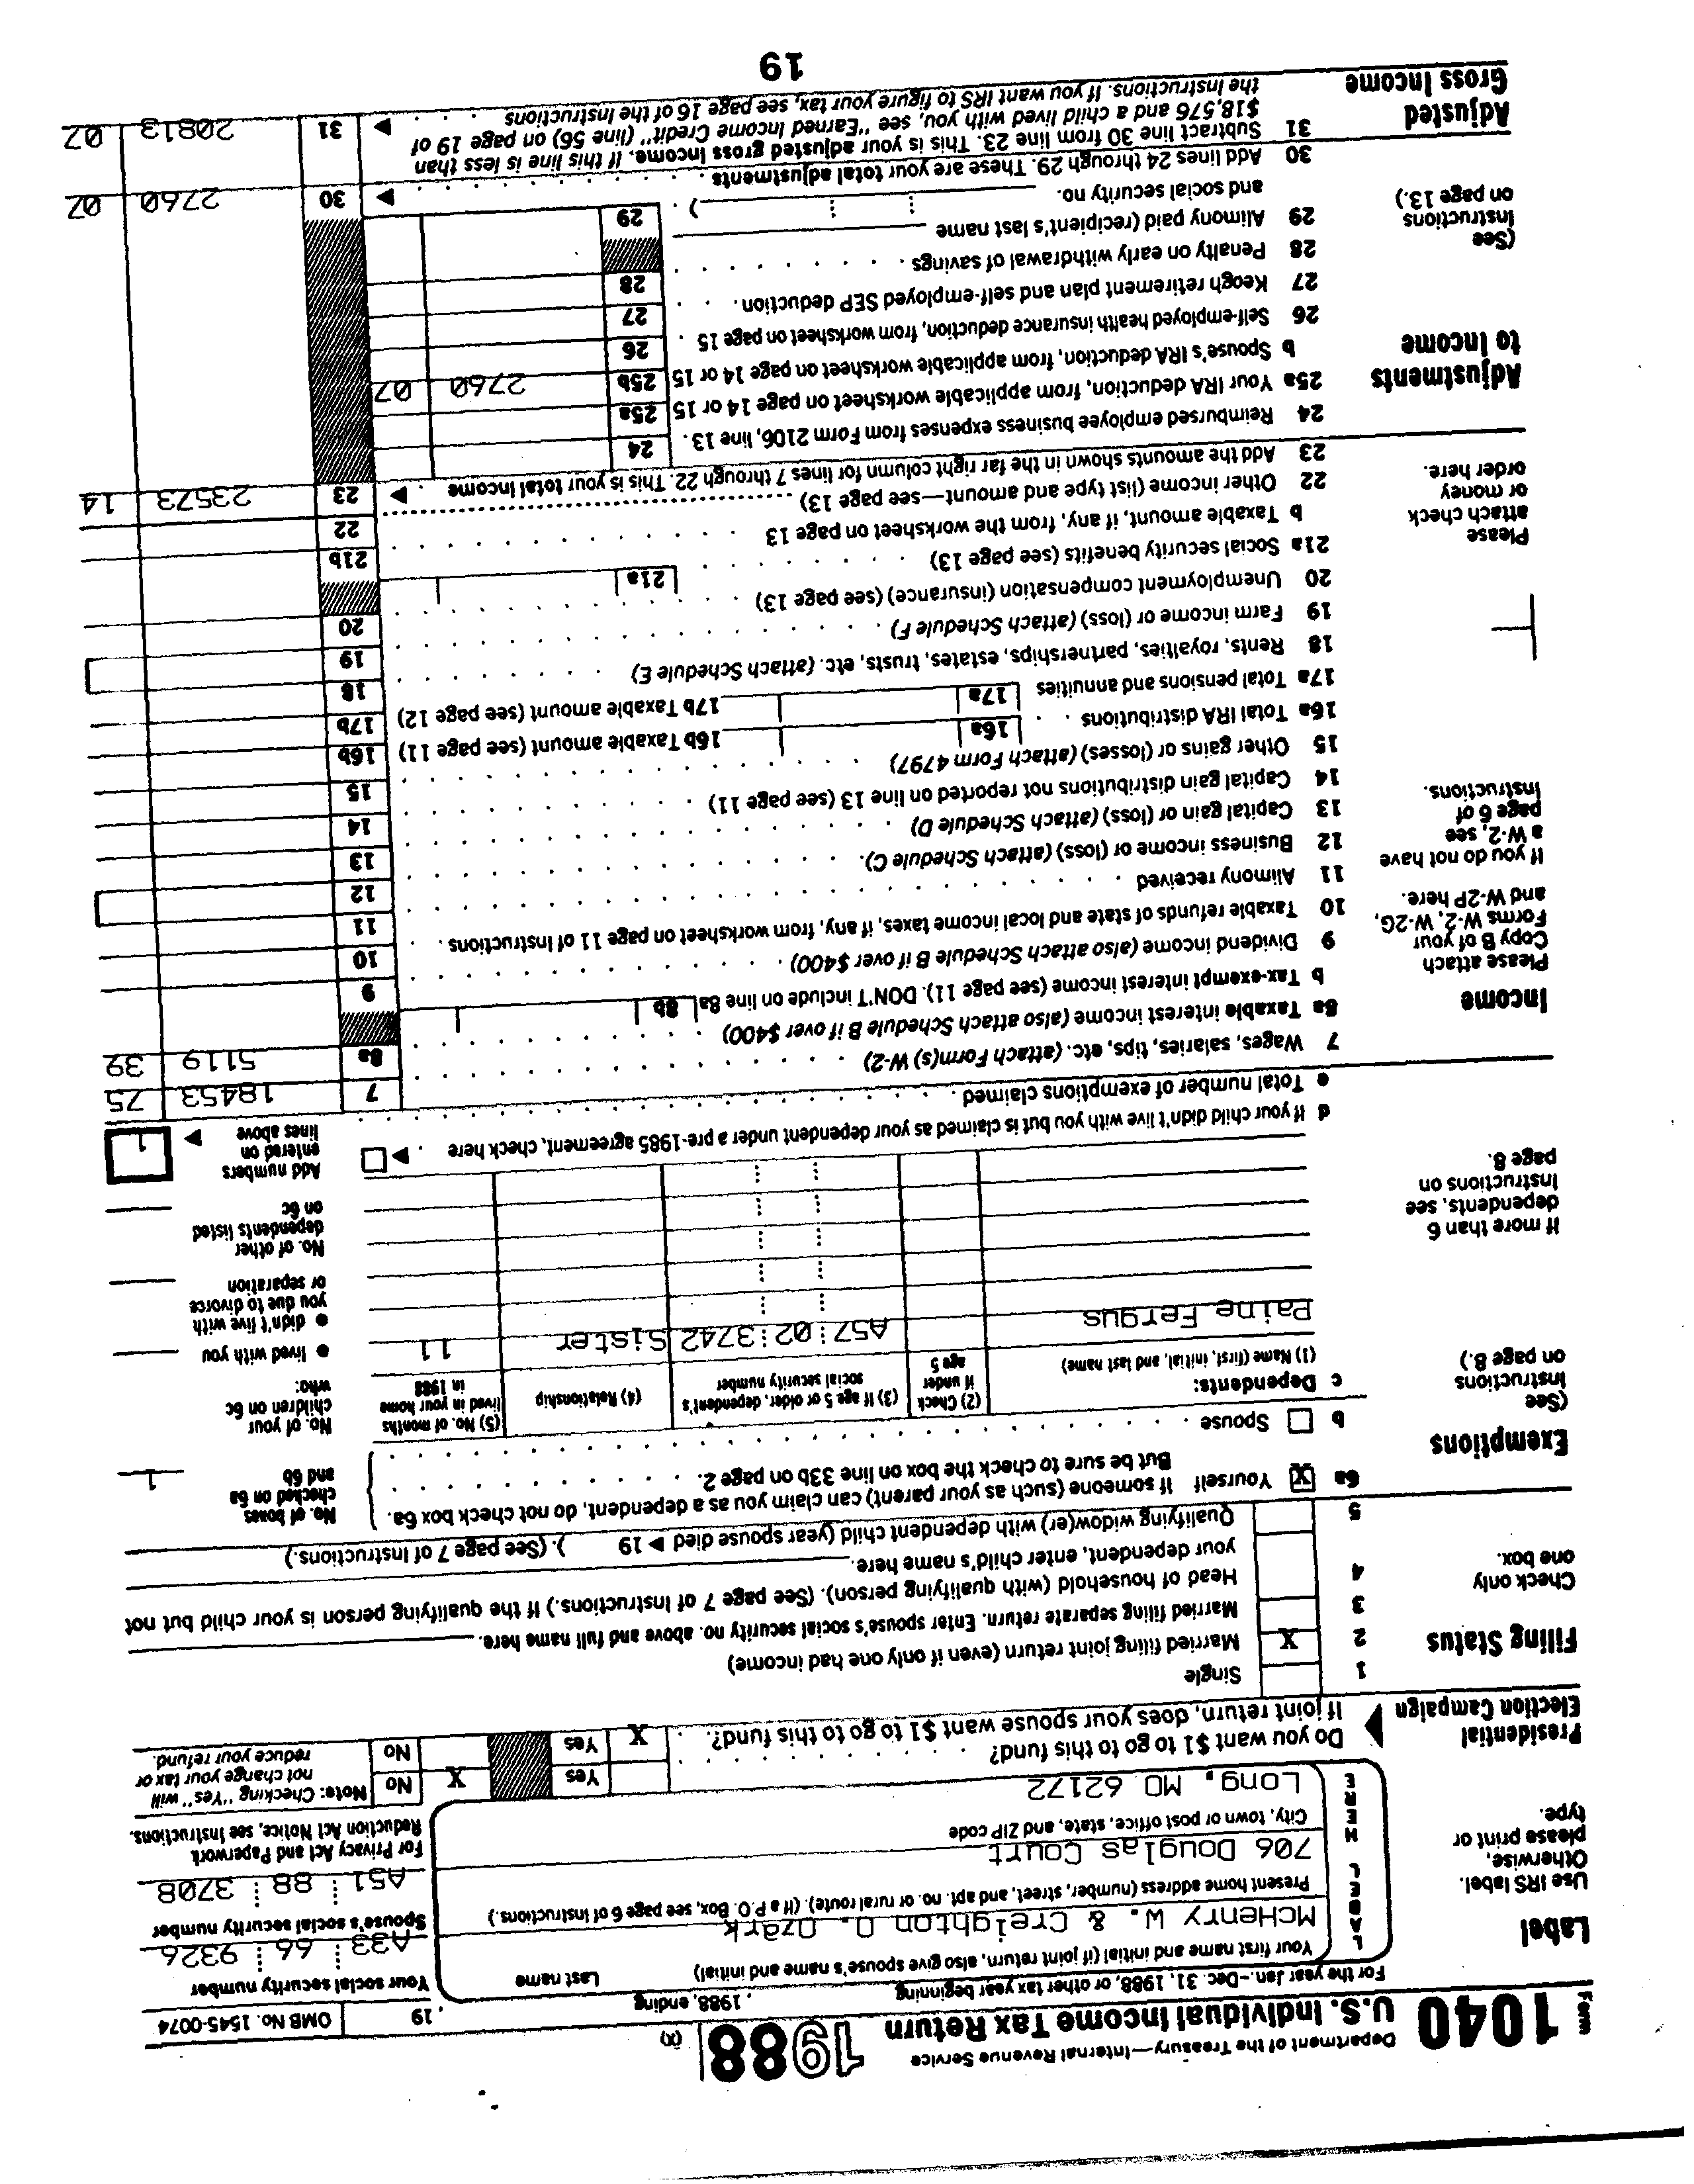 Form 1040 Department of the Treasury—Internal Revenue Service
U.S. Individual Income Tax Return 1988 (X)
For the year Jan.–Dec. 31, 1988, or other tax year beginning , 1988, ending , 19 OMB No. 1545-0074
Label
Use IRS label.
Otherwise,
please print or
type.
LABEL HERE
Your first name and initial (if joint return, also give spouse's name and initial) Last name
McHenry W. & Creighton O. Ozark
Present home address (number, street, and apt. no. or rural route). (If a P.O. Box, see page 6 of Instructions.)
706 Douglas Court
City, town or post office, state, and ZIP code
Long, MO 62172
Your social security number
A33 66 9326
Spouse's social security number
A51 88 3708
For Privacy Act and Paperwork
Reduction Act Notice, see Instructions.
Presidential
Election Campaign
Do you want $1 to go to this fund? Yes X No
If joint return, does your spouse want $1 to go to this fund? X Yes No
Note: Checking "Yes" will
not change your tax or
reduce your refund.
Filing Status
Check only
one box.
1 Single
2 X Married filing joint return (even if only one had income)
3 Married filing separate return. Enter spouse's social security no. above and full name here.
4 Head of household (with qualifying person). (See page 7 of Instructions.) If the qualifying person is your child but not
your dependent, enter child's name here.
5 Qualifying widow(er) with dependent child (year spouse died ▶ 19 ). (See page 7 of Instructions.)
Exemptions
(See
Instructions
on page 8.)
6a X Yourself If someone (such as your parent) can claim you as a dependent, do not check box 6a.
But be sure to check the box on line 33b on page 2.
b Spouse
No. of boxes
checked on 6a
and 6b 1
c Dependents:
(1) Name (first, initial, and last name)
(2) Check
if under
age 5
(3) If age 5 or older, dependent's
social security number
(4) Relationship
(5) No. of months
lived in your home
in 1988
Paine Fergus A57 02 3742 Sister 11
No. of your
children on 6c
who:
● lived with you
● didn't live with
you due to divorce
or separation
No. of other
dependents listed
on 6c
If more than 6
dependents, see
Instructions on
page 8.
d If your child didn't live with you but is claimed as your dependent under a pre-1985 agreement, check here ▶
e Total number of exemptions claimed
Add numbers
entered on
lines above ▶ 1
Income
Please attach
Copy B of your
Forms W-2, W-2G,
and W-2P here.
If you do not have
a W-2, see
page 6 of
Instructions.
7 Wages, salaries, tips, etc. (attach Form(s) W-2) 7 18453 75
8a Taxable interest income (also attach Schedule B if over $400) 8a 5119 39
b Tax-exempt interest income (see page 11). DON'T include on line 8a 8b
9 Dividend income (also attach Schedule B if over $400) 9
10 Taxable refunds of state and local income taxes, if any, from worksheet on page 11 of Instructions 10
11 Alimony received 11
12 Business income or (loss) (attach Schedule C). 12
13 Capital gain or (loss) (attach Schedule D) 13
14 Capital gain distributions not reported on line 13 (see page 11) 14
15 Other gains or (losses) (attach Form 4797) 15
16a Total IRA distributions 16a 16b Taxable amount (see page 11) 16b
17a Total pensions and annuities 17a 17b Taxable amount (see page 12) 17b
18 Rents, royalties, partnerships, estates, trusts, etc. (attach Schedule E) 18
19 Farm income or (loss) (attach Schedule F) 19
20 Unemployment compensation (insurance) (see page 13) 20
21a Social security benefits (see page 13) 21a
b Taxable amount, if any, from the worksheet on page 13 21b
22 Other income (list type and amount—see page 13) 22
23 Add the amounts shown in the far right column for lines 7 through 22. This is your total income ▶ 23 23573 14
Please
attach check
or money
order here.
Adjustments
to Income
(See
Instructions
on page 13.)
24 Reimbursed employee business expenses from Form 2106, line 13. 24
25a Your IRA deduction, from applicable worksheet on page 14 or 15 25a
b Spouse's IRA deduction, from applicable worksheet on page 14 or 15 25b 2760 07
26 Self-employed health insurance deduction, from worksheet on page 15 26
27 Keogh retirement plan and self-employed SEP deduction 27
28 Penalty on early withdrawal of savings 28
29 Alimony paid (recipient's last name
and social security no. ) 29
30 Add lines 24 through 29. These are your total adjustments ▶ 30 2760 07
Adjusted
Gross Income
31 Subtract line 30 from line 23. This is your adjusted gross income. If this line is less than
$18,576 and a child lived with you, see "Earned Income Credit" (line 56) on page 19 of
the Instructions. If you want IRS to figure your tax, see page 16 of the Instructions ▶ 31 20813 07
19